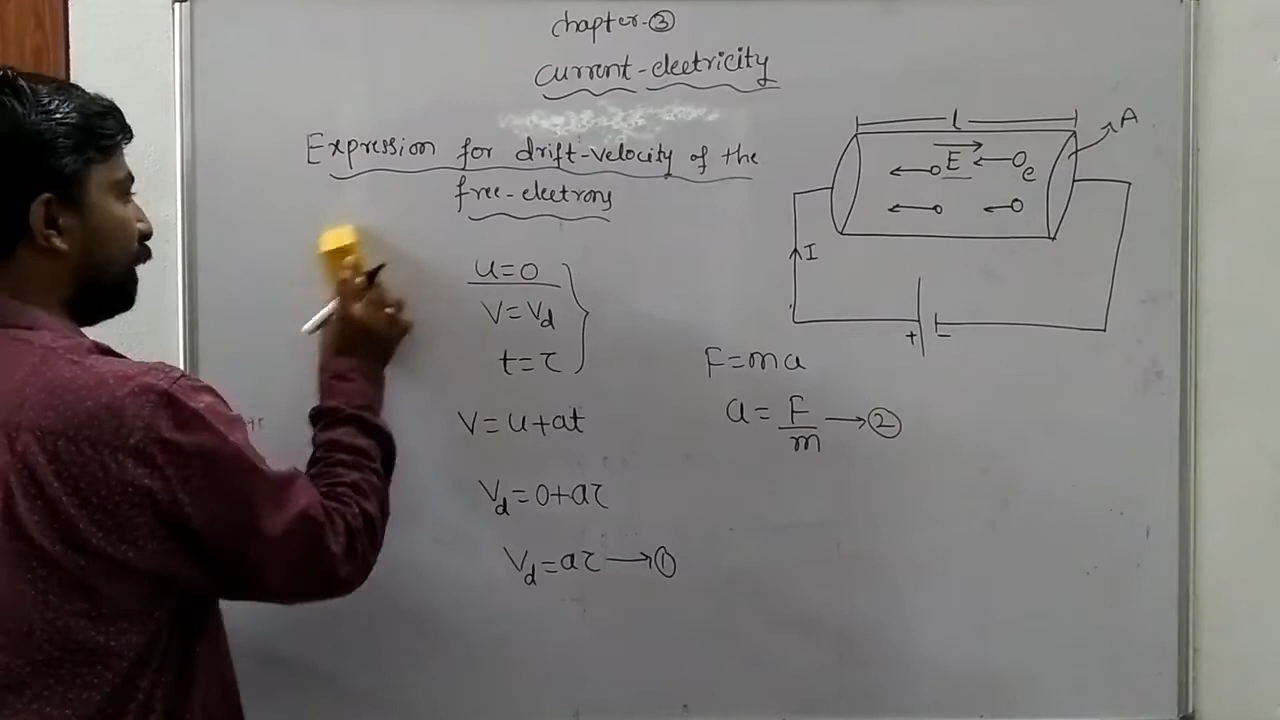 chapter-③
Current-electricity
Expression for drift-velocity of the
free-electrons
l
A
E
e
I
+ −
u=0
V=Vd
t=τ
V=u+at
Vd=0+aτ
Vd=aτ→①
F=ma
a=F/m→②